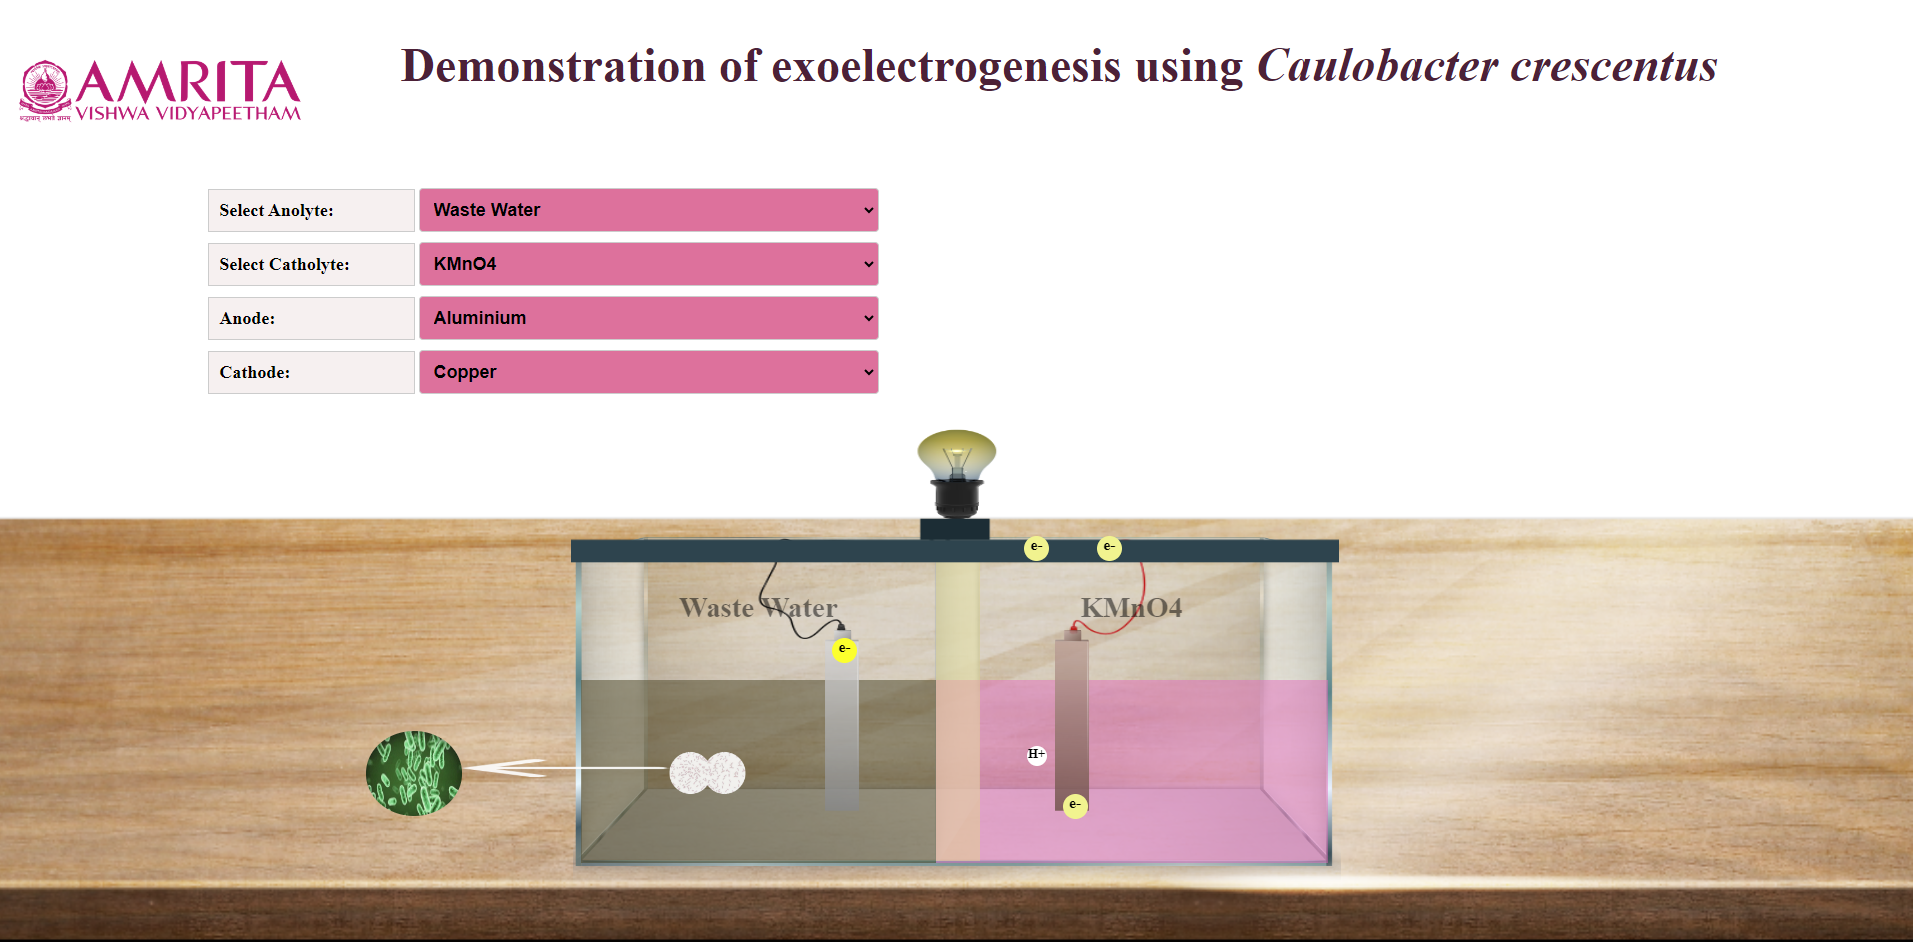 Demonstration of exoelectrogenesis using Caulobacter crescentus
AMRITA
VISHWA VIDYAPEETHAM
Select Anolyte: Waste Water
Select Catholyte: KMnO4
Anode: Aluminium
Cathode: Copper
e- e-
Waste Water KMnO4
e-
H+
e-